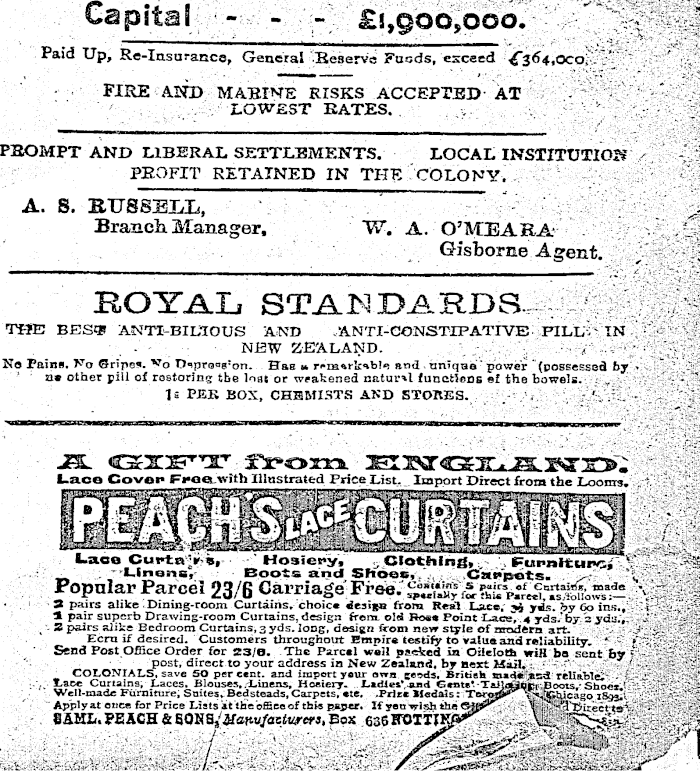 Capital - - - £1,900,000.
Paid Up, Re-Insurance, General Reserve Funds, exceed £364,000.
FIRE AND MARINE RISKS ACCEPTED AT
LOWEST RATES.
PROMPT AND LIBERAL SETTLEMENTS. LOCAL INSTITUTION
PROFIT RETAINED IN THE COLONY.
A. S. RUSSELL,
Branch Manager.
W. A. O'MEARA
Gisborne Agent.
ROYAL STANDARDS
THE BEST ANTI-BILIOUS AND ANTI-CONSTIPATIVE PILL IN
NEW ZEALAND.
No Pains. No Gripes. No Depression. Has a remarkable and unique power (possessed by
no other pill of restoring the lost or weakened natural functions of the bowels.
1s PER BOX, CHEMISTS AND STORES.
A GIFT from ENGLAND.
Lace Cover Free with Illustrated Price List. Import Direct from the Looms.
PEACH'S LACE CURTAINS
Lace Curtains, Hosiery, Clothing, Furniture,
Linens, Boots and Shoes, Carpets.
Popular Parcel 23/6 Carriage Free. Contains 5 pairs of Curtains, made
specially for this Parcel, as follows:—
2 pairs alike Dining-room Curtains, choice design from Real Lace, 3½ yds. by 60 ins.,
1 pair superb Drawing-room Curtains, design from old Rose Point Lace, 4 yds. by 2 yds.,
2 pairs alike Bedroom Curtains, 3 yds. long, design from new style of modern art.
Ecru if desired. Customers throughout Empire testify to value and reliability.
Send Post Office Order for 23/6. The Parcel well packed in Oilcloth will be sent by
post, direct to your address in New Zealand, by next Mail.
COLONIALS, save 50 per cent. and import your own goods. British made and reliable.
Lace Curtains, Laces, Blouses, Linens, Hosiery. Ladies' and Gents' Tailoring, Boots, Shoes,
Well-made Furniture, Suites, Bedsteads, Carpets, etc. Prize Medals: Chicago 1893.
Apply at once for Price Lists at the office of this paper. If you wish the Direct to
SAML. PEACH & SONS, Manufacturers, Box 636